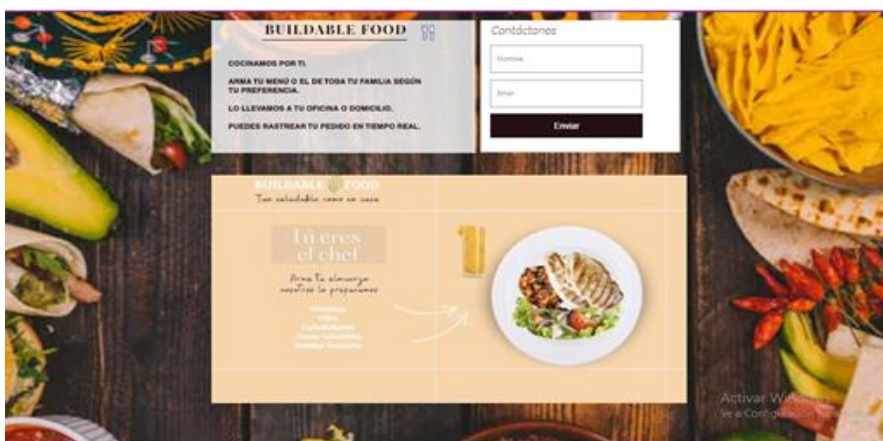 BUILDABLE FOOD
COCINAMOS POR TI.
ARMA TU MENÚ O EL DE TODA TU FAMILIA SEGÚN
TU PREFERENCIA.
LO LLEVAMOS A TU OFICINA O DOMICILIO.
PUEDES RASTREAR TU PEDIDO EN TIEMPO REAL.
Contáctanos
Nombre
Email
Enviar
BUILDABLE FOOD
Tan saludable como en casa
Tú eres
el chef
Arma tu almuerzo
nosotros lo preparamos
Activar Windows
Ve a Configuración